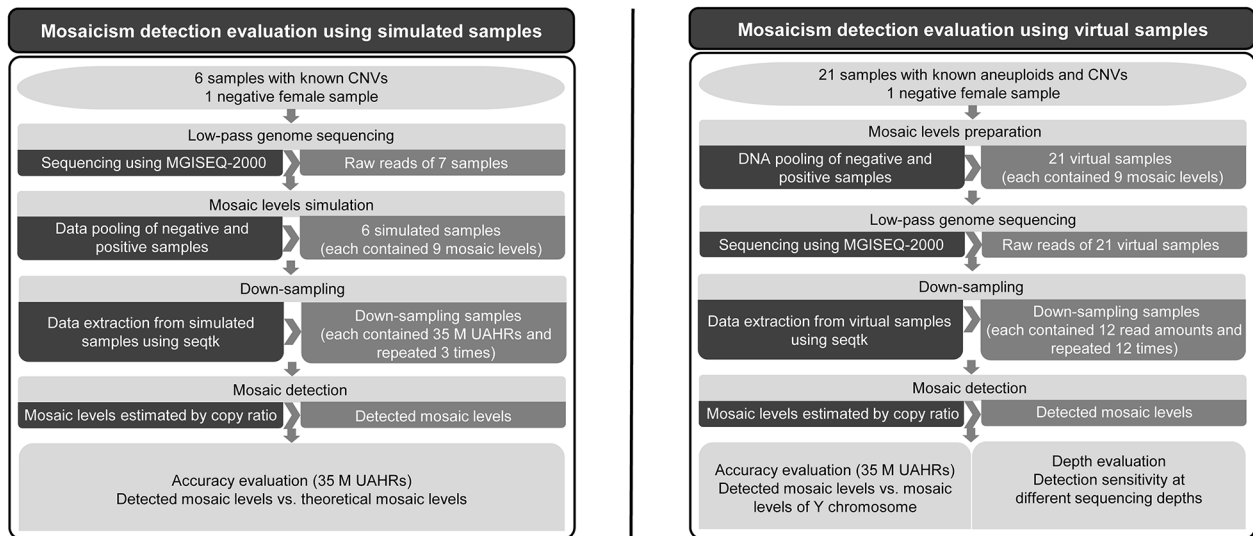 Mosaicism detection evaluation using simulated samples
6 samples with known CNVs
1 negative female sample
Low-pass genome sequencing
Sequencing using MGISEQ-2000
Raw reads of 7 samples
Mosaic levels simulation
Data pooling of negative and
positive samples
6 simulated samples
(each contained 9 mosaic levels)
Down-sampling
Data extraction from simulated
samples using seqtk
Down-sampling samples
(each contained 35 M UAHRs and
repeated 3 times)
Mosaic detection
Mosaic levels estimated by copy ratio
Detected mosaic levels
Accuracy evaluation (35 M UAHRs)
Detected mosaic levels vs. theoretical mosaic levels
Mosaicism detection evaluation using virtual samples
21 samples with known aneuploids and CNVs
1 negative female sample
Mosaic levels preparation
DNA pooling of negative and
positive samples
21 virtual samples
(each contained 9 mosaic levels)
Low-pass genome sequencing
Sequencing using MGISEQ-2000
Raw reads of 21 virtual samples
Down-sampling
Data extraction from virtual samples
using seqtk
Down-sampling samples
(each contained 12 read amounts and
repeated 12 times)
Mosaic detection
Mosaic levels estimated by copy ratio
Detected mosaic levels
Accuracy evaluation (35 M UAHRs)
Detected mosaic levels vs. mosaic
levels of Y chromosome
Depth evaluation
Detection sensitivity at
different sequencing depths